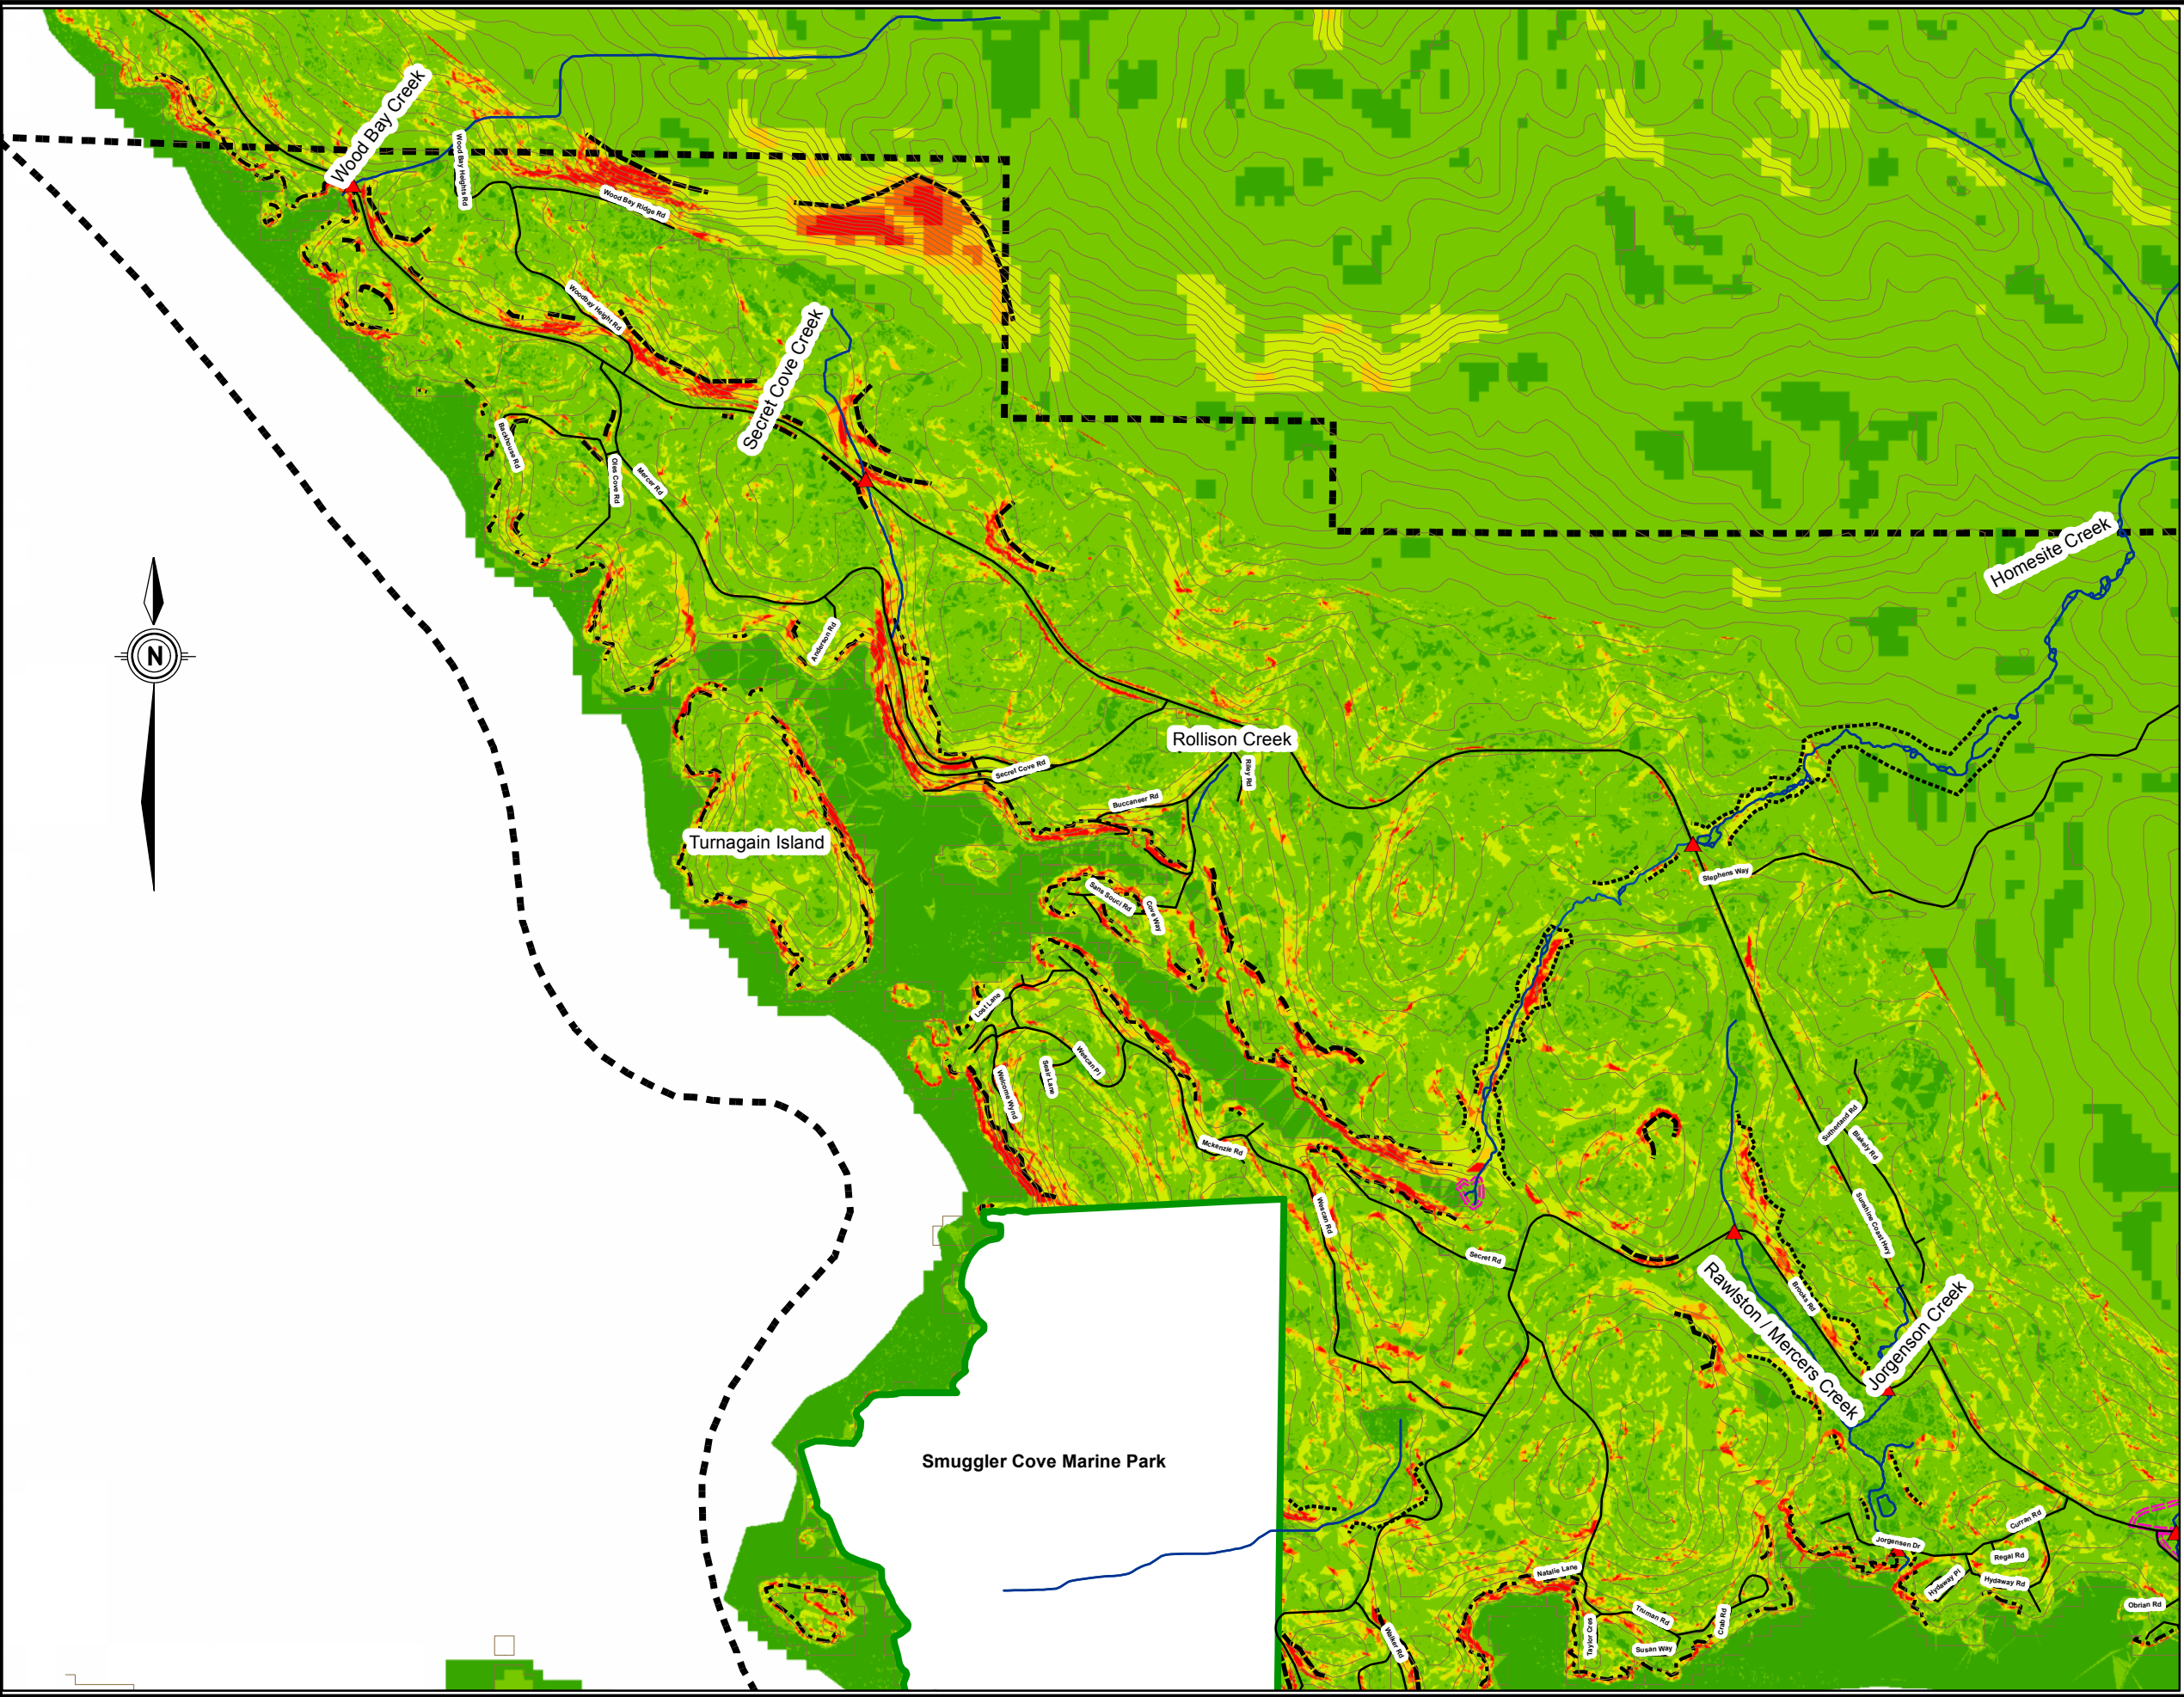 Wood Bay Creek
Wood Bay Heights Rd
Wood Bay Ridge Rd
Woodbay Height Rd
Secret Cove Creek
Backhouse Rd
Oles Cove Rd
Mercer Rd
Homesite Creek
Anderson Rd
N
Rollison Creek
Secret Cove Rd
Riley Rd
Buccaneer Rd
Turnagain Island
Stephens Way
Sans Souci Rd
Cove Way
Lost Lane
Wescan Pl
Seair Lane
Welcome Wynd
Mckenzie Rd
Sutherland Rd
Blakely Rd
Wescan Rd
Sunshine Coast Hwy
Secret Rd
Brooks Rd
Rawlston / Mercers Creek
Jorgenson Creek
Smuggler Cove Marine Park
Curran Rd
Jorgensen Dr
Regal Rd
Natalie Lane
Hydaway Pl
Hydaway Rd
Obrian Rd
Truman Rd
Crab Rd
Taylor Cres
Susan Way
Walker Rd